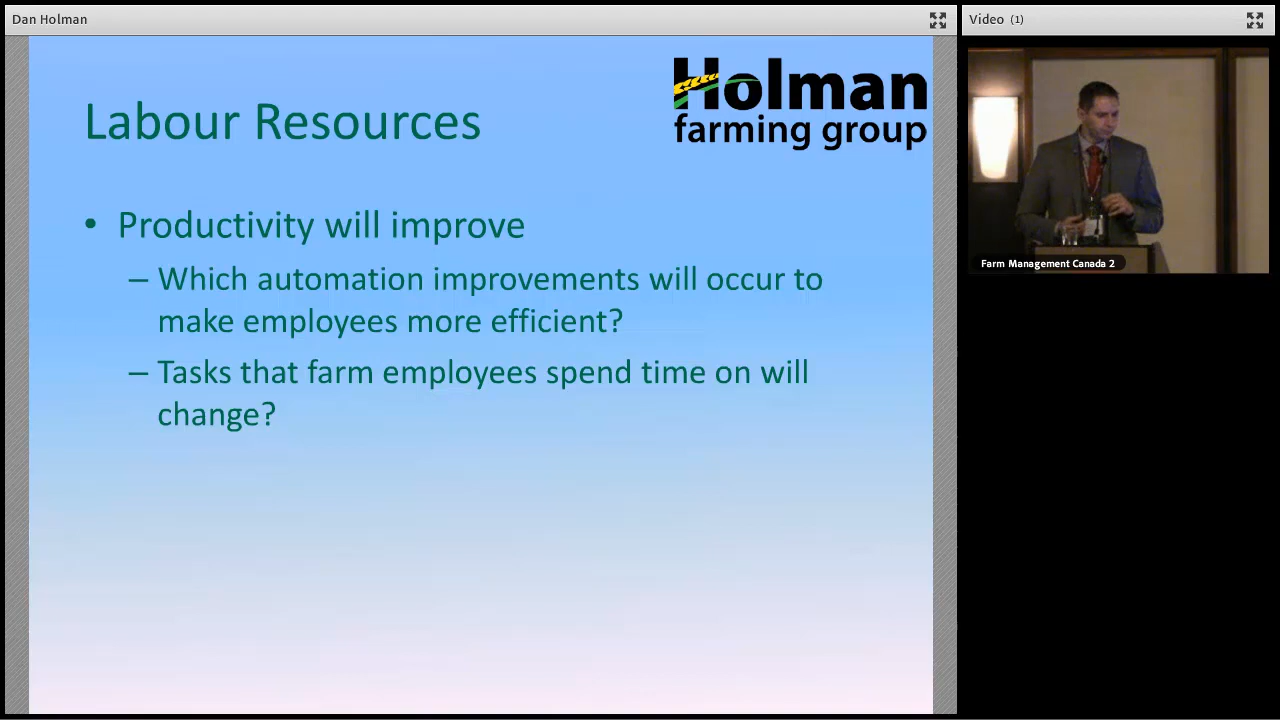 Dan Holman
Video (1)
Holman
farming group
Labour Resources
• Productivity will improve
– Which automation improvements will occur to
make employees more efficient?
– Tasks that farm employees spend time on will
change?
Farm Management Canada 2